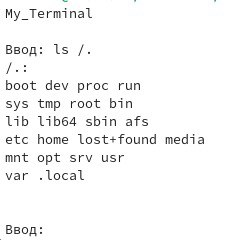 My_Terminal
Ввод: ls /.
/.:
boot dev proc run
sys tmp root bin
lib lib64 sbin afs
etc home lost+found media
mnt opt srv usr
var .local
Ввод: